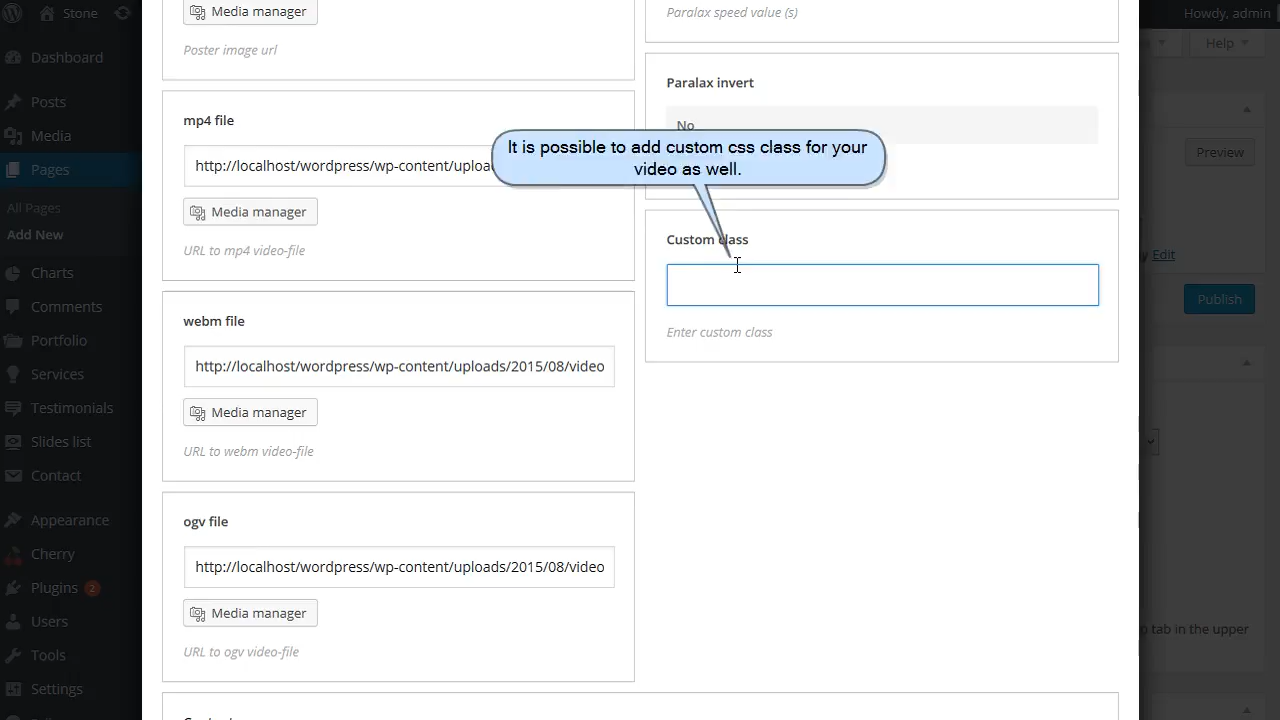 Stone
Howdy, admin
Help
Dashboard
Posts
Media
Pages
All Pages
Add New
Charts
Comments
Portfolio
Services
Testimonials
Slides list
Contact
Appearance
Cherry
Plugins 2
Users
Tools
Settings
Media manager
Poster image url
mp4 file
http://localhost/wordpress/wp-content/uploa
Media manager
URL to mp4 video-file
webm file
http://localhost/wordpress/wp-content/uploads/2015/08/video
Media manager
URL to webm video-file
ogv file
http://localhost/wordpress/wp-content/uploads/2015/08/video
Media manager
URL to ogv video-file
Paralax speed value (s)
Paralax invert
No
It is possible to add custom css class for your
video as well.
Custom class
Enter custom class
Preview
Edit
Publish
tab in the upper